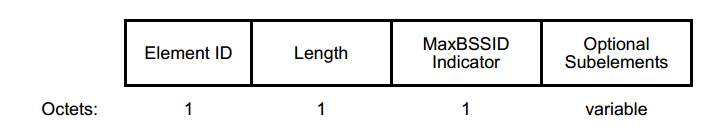 Element ID
Length
MaxBSSID
Indicator
Optional
Subelements
Octets: 1 1 1 variable